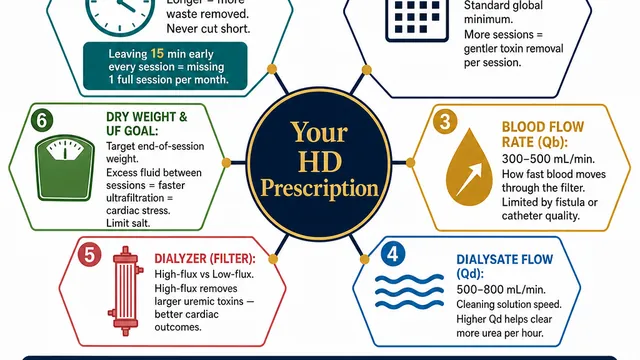 Longer = more
waste removed.
Never cut short.
Leaving 15 min early
every session = missing
1 full session per month.
Standard global
minimum.
More sessions =
gentler toxin removal
per session.
6
DRY WEIGHT &
UF GOAL:
Target end-of-session
weight.
Excess fluid between
sessions = faster
ultrafiltration =
cardiac stress.
Limit salt.
Your
HD
Prescription
3
BLOOD FLOW
RATE (Qb):
300–500 mL/min.
How fast blood moves
through the filter.
Limited by fistula or
catheter quality.
5
DIALYZER (FILTER):
High-flux vs Low-flux.
High-flux removes
larger uremic toxins —
better cardiac
outcomes.
4
DIALYSATE FLOW
(Qd):
500–800 mL/min.
Cleaning solution speed.
Higher Qd helps clear
more urea per hour.